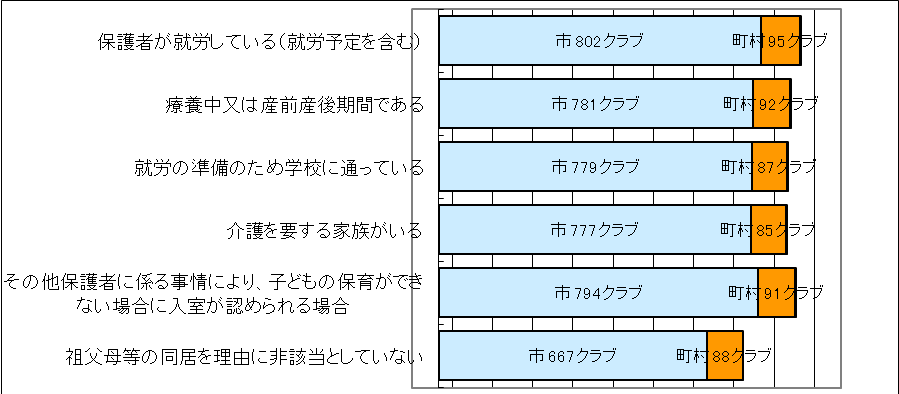 保護者が就労している(就労予定を含む) 市802クラブ 町村95クラブ
療養中又は産前産後期間である 市781クラブ 町村92クラブ
就労の準備のため学校に通っている 市779クラブ 町村87クラブ
介護を要する家族がいる 市777クラブ 町村85クラブ
その他保護者に係る事情により、子どもの保育ができ
ない場合に入室が認められる場合 市794クラブ 町村91クラブ
祖父母等の同居を理由に非該当としていない 市667クラブ 町村88クラブ